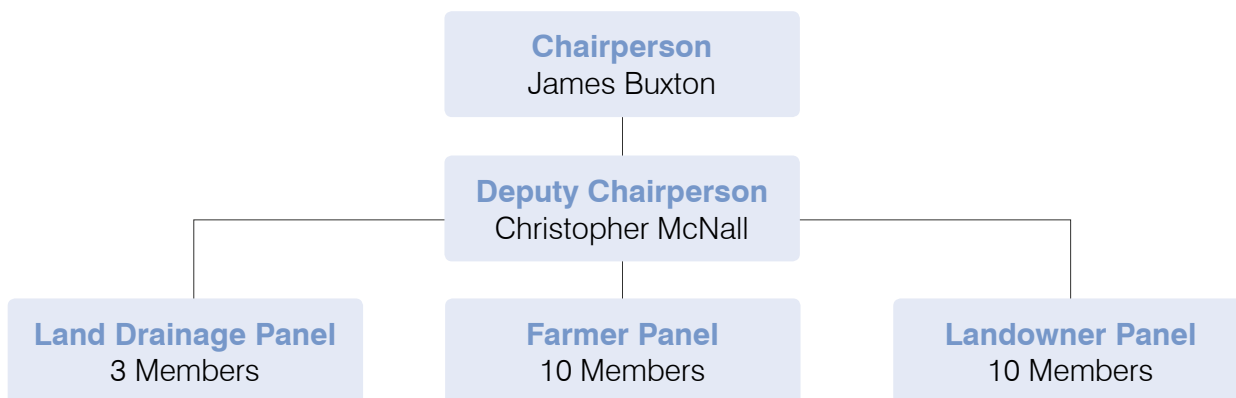 Chairperson
James Buxton
Deputy Chairperson
Christopher McNall
Land Drainage Panel
3 Members
Farmer Panel
10 Members
Landowner Panel
10 Members